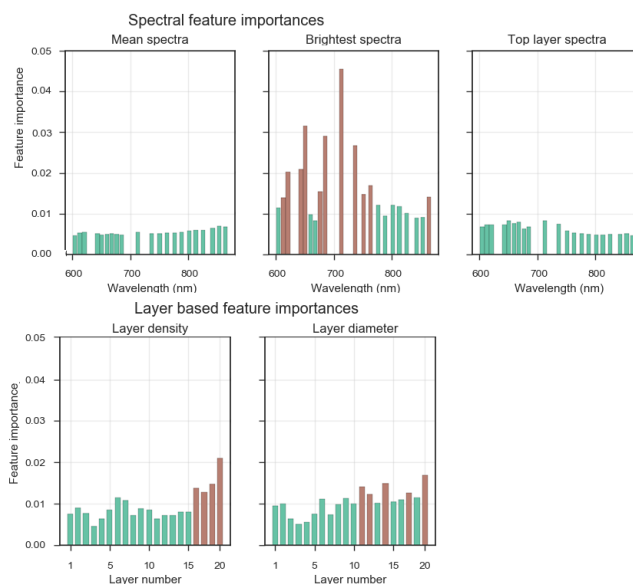 Spectral feature importances
Mean spectra
Brightest spectra
Top layer spectra
Feature importance
0.05
0.04
0.03
0.02
0.01
0.00
600 700 800
600 700 800
600 700 800
Wavelength (nm)
Wavelength (nm)
Wavelength (nm)
Layer based feature importances
Layer density
Layer diameter
Feature importance
0.05
0.04
0.03
0.02
0.01
0.00
1 5 10 15 20
1 5 10 15 20
Layer number
Layer number